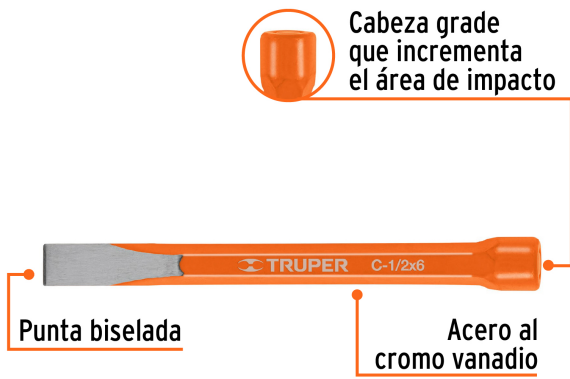 Cabeza grade
que incrementa
el área de impacto
TRUPER C-1/2x6
Punta biselada
Acero al
cromo vanadio